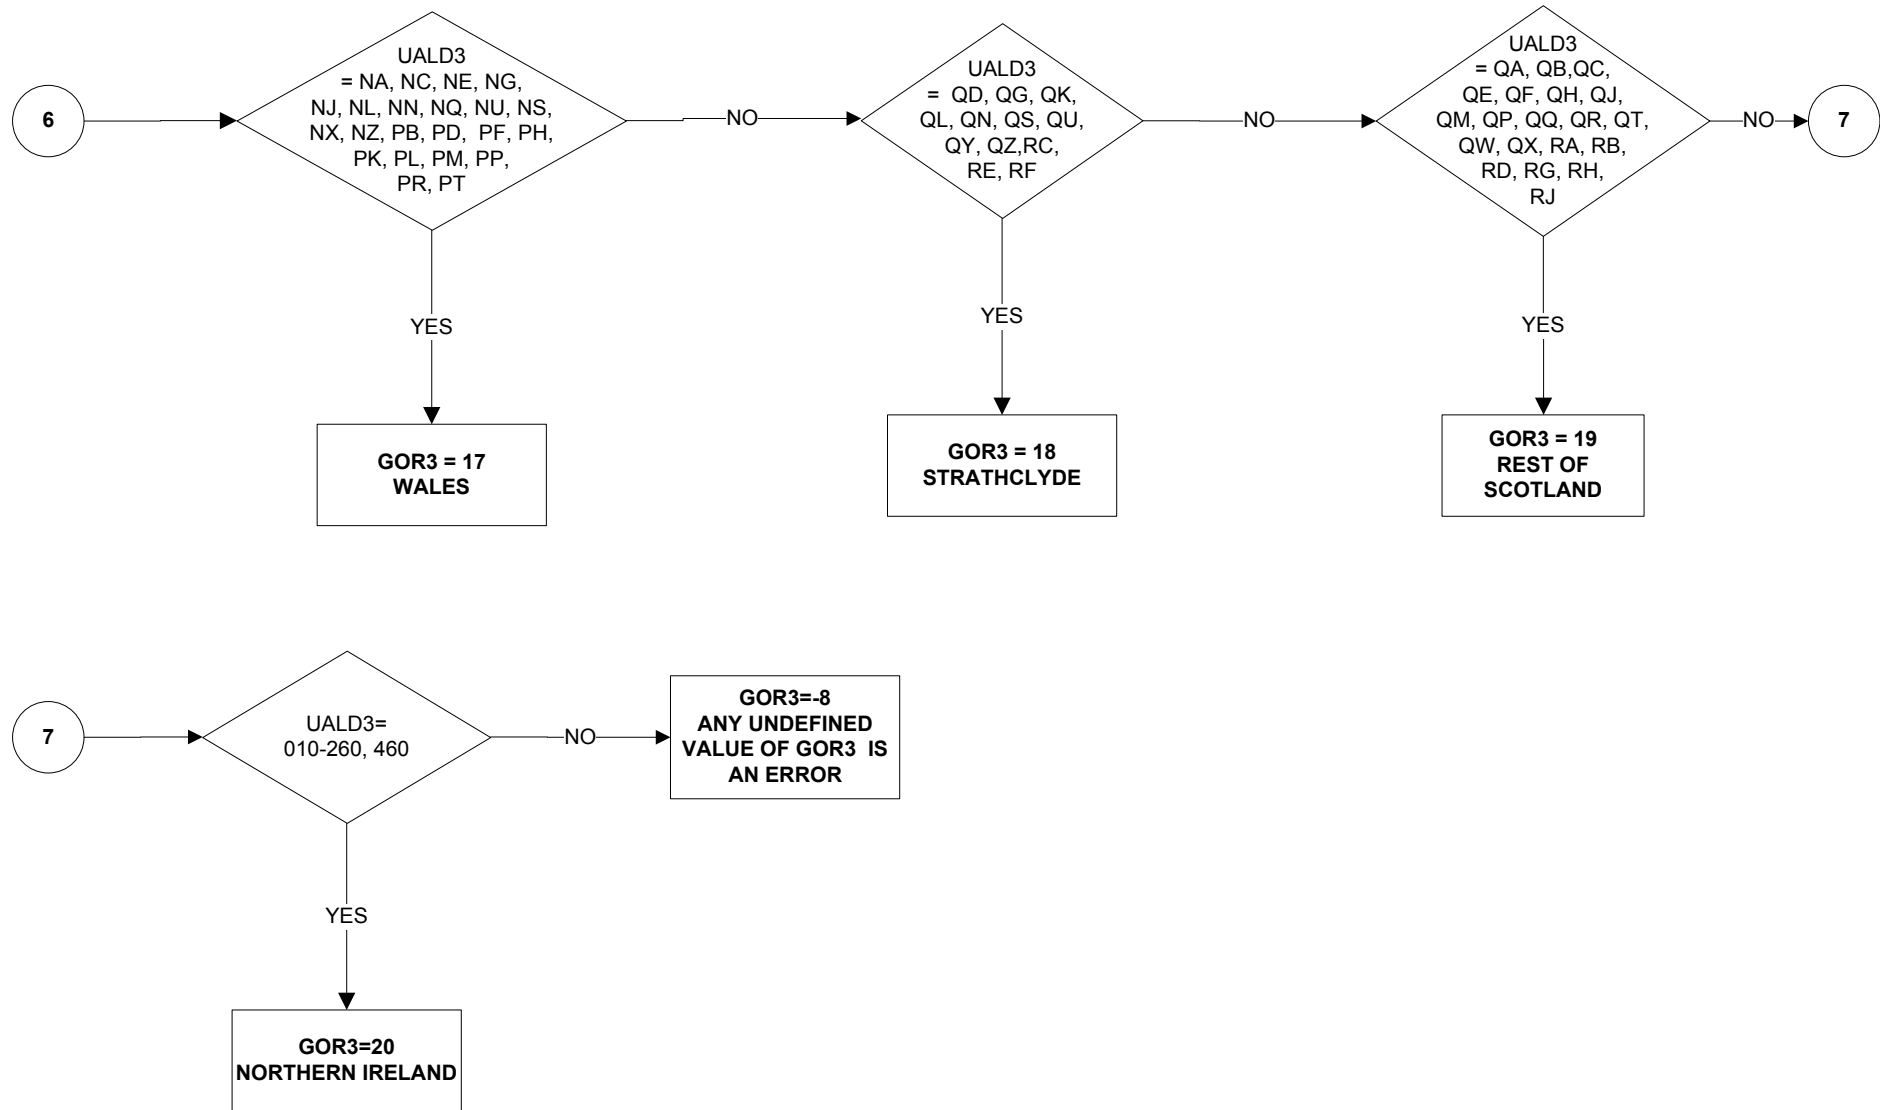 6
UALD3
= NA, NC, NE, NG,
NJ, NL, NN, NQ, NU, NS,
NX, NZ, PB, PD, PF, PH,
PK, PL, PM, PP,
PR, PT
NO
UALD3
= QD, QG, QK,
QL, QN, QS, QU,
QY, QZ,RC,
RE, RF
NO
UALD3
= QA, QB,QC,
QE, QF, QH, QJ,
QM, QP, QQ, QR, QT,
QW, QX, RA, RB,
RD, RG, RH,
RJ
NO
7
YES
YES
YES
GOR3 = 17
WALES
GOR3 = 18
STRATHCLYDE
GOR3 = 19
REST OF
SCOTLAND
7
UALD3=
010-260, 460
NO
GOR3=-8
ANY UNDEFINED
VALUE OF GOR3 IS
AN ERROR
YES
GOR3=20
NORTHERN IRELAND